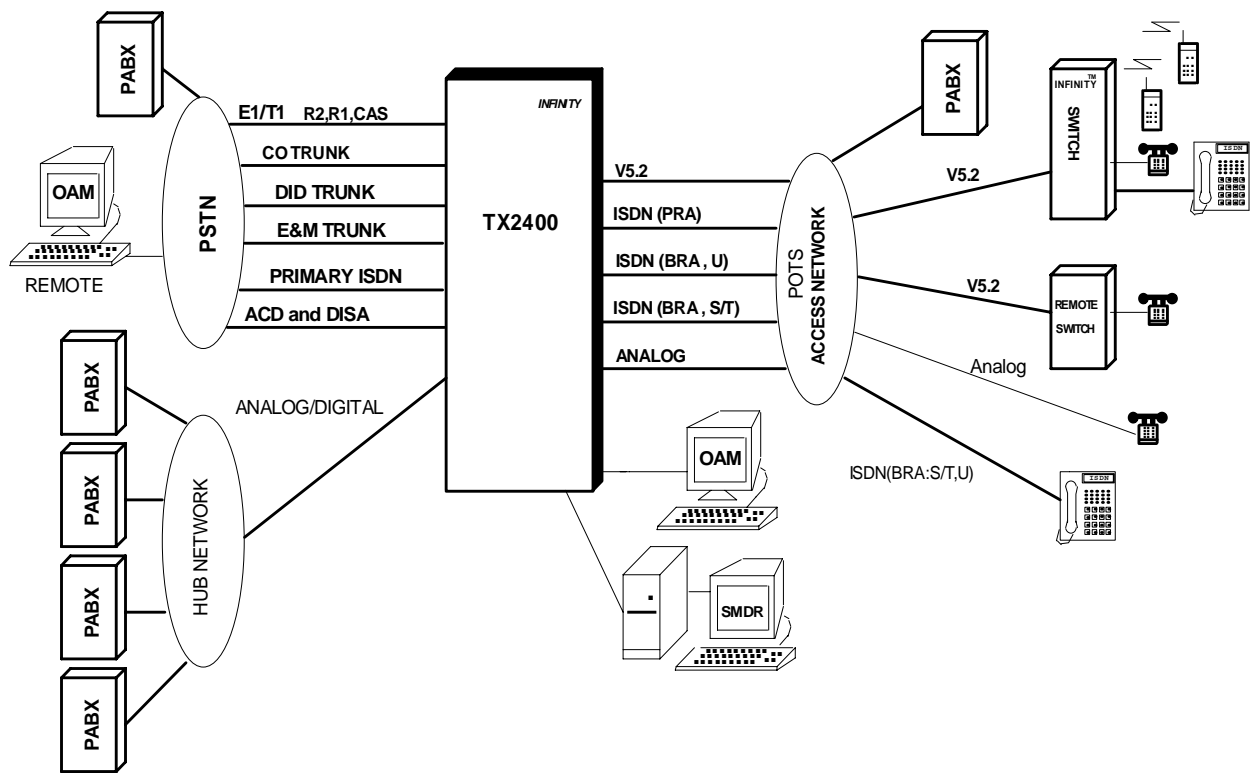 PABX
E1/T1 R2,R1,CAS
CO TRUNK
DID TRUNK
E&M TRUNK
PRIMARY ISDN
ACD and DISA
PSTN
OAM
REMOTE
PABX
PABX
PABX
PABX
HUB NETWORK
ANALOG/DIGITAL
INFINITY
TX2400
V5.2
ISDN (PRA)
ISDN (BRA , U)
ISDN (BRA , S/T)
ANALOG
OAM
SMDR
POTS
ACCESS NETWORK
PABX
V5.2
INFINITY™
SWITCH
ISDN
V5.2
REMOTE
SWITCH
Analog
ISDN(BRA:S/T,U)
ISDN